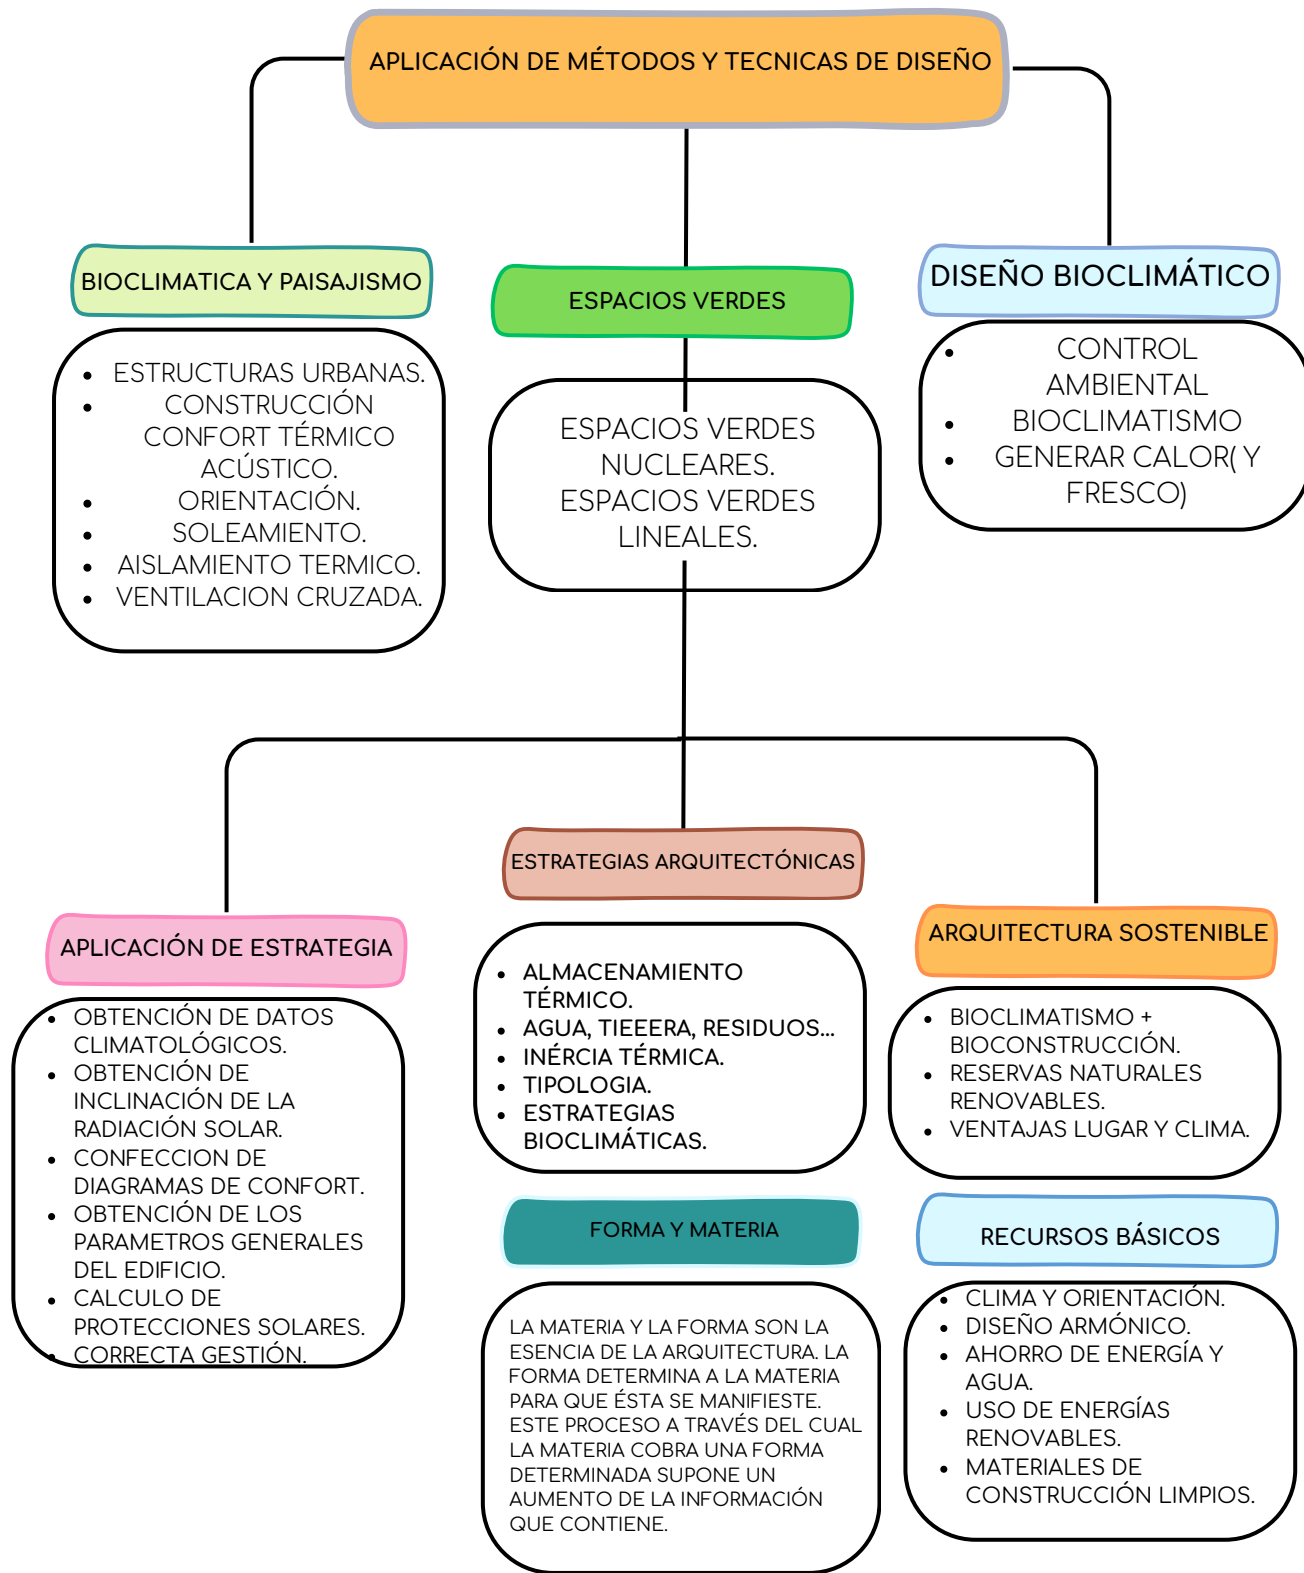 APLICACIÓN DE MÉTODOS Y TECNICAS DE DISEÑO
BIOCLIMATICA Y PAISAJISMO
• ESTRUCTURAS URBANAS.
• CONSTRUCCIÓN
CONFORT TÉRMICO
ACÚSTICO.
• ORIENTACIÓN.
• SOLEAMIENTO.
• AISLAMIENTO TERMICO.
• VENTILACION CRUZADA.
ESPACIOS VERDES
ESPACIOS VERDES
NUCLEARES.
ESPACIOS VERDES
LINEALES.
DISEÑO BIOCLIMÁTICO
• CONTROL
AMBIENTAL
• BIOCLIMATISMO
• GENERAR CALOR( Y
FRESCO)
APLICACIÓN DE ESTRATEGIA
• OBTENCIÓN DE DATOS
CLIMATOLÓGICOS.
• OBTENCIÓN DE
INCLINACIÓN DE LA
RADIACIÓN SOLAR.
• CONFECCION DE
DIAGRAMAS DE CONFORT.
• OBTENCIÓN DE LOS
PARAMETROS GENERALES
DEL EDIFICIO.
• CALCULO DE
PROTECCIONES SOLARES.
• CORRECTA GESTIÓN.
ESTRATEGIAS ARQUITECTÓNICAS
• ALMACENAMIENTO
TÉRMICO.
• AGUA, TIEEERA, RESIDUOS...
• INÉRCIA TÉRMICA.
• TIPOLOGIA.
• ESTRATEGIAS
BIOCLIMÁTICAS.
ARQUITECTURA SOSTENIBLE
• BIOCLIMATISMO +
BIOCONSTRUCCIÓN.
• RESERVAS NATURALES
RENOVABLES.
• VENTAJAS LUGAR Y CLIMA.
FORMA Y MATERIA
LA MATERIA Y LA FORMA SON LA
ESENCIA DE LA ARQUITECTURA. LA
FORMA DETERMINA A LA MATERIA
PARA QUE ÉSTA SE MANIFIESTE.
ESTE PROCESO A TRAVÉS DEL CUAL
LA MATERIA COBRA UNA FORMA
DETERMINADA SUPONE UN
AUMENTO DE LA INFORMACIÓN
QUE CONTIENE.
RECURSOS BÁSICOS
• CLIMA Y ORIENTACIÓN.
• DISEÑO ARMÓNICO.
• AHORRO DE ENERGÍA Y
AGUA.
• USO DE ENERGÍAS
RENOVABLES.
• MATERIALES DE
CONSTRUCCIÓN LIMPIOS.